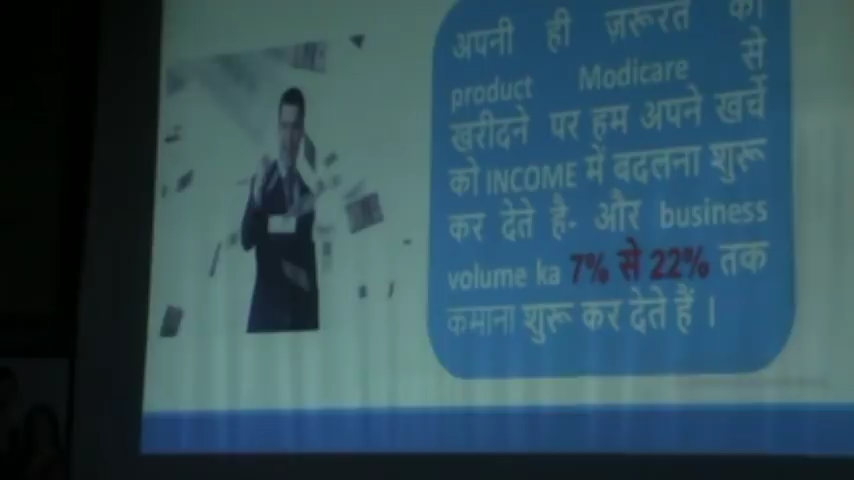 अपनी ही ज़रूरत का
product Modicare से
खरीदने पर हम अपने खर्चे
को INCOME में बदलना शुरू
कर देते है- और business
volume ka 7% से 22% तक
कमाना शुरू कर देते हैं ।